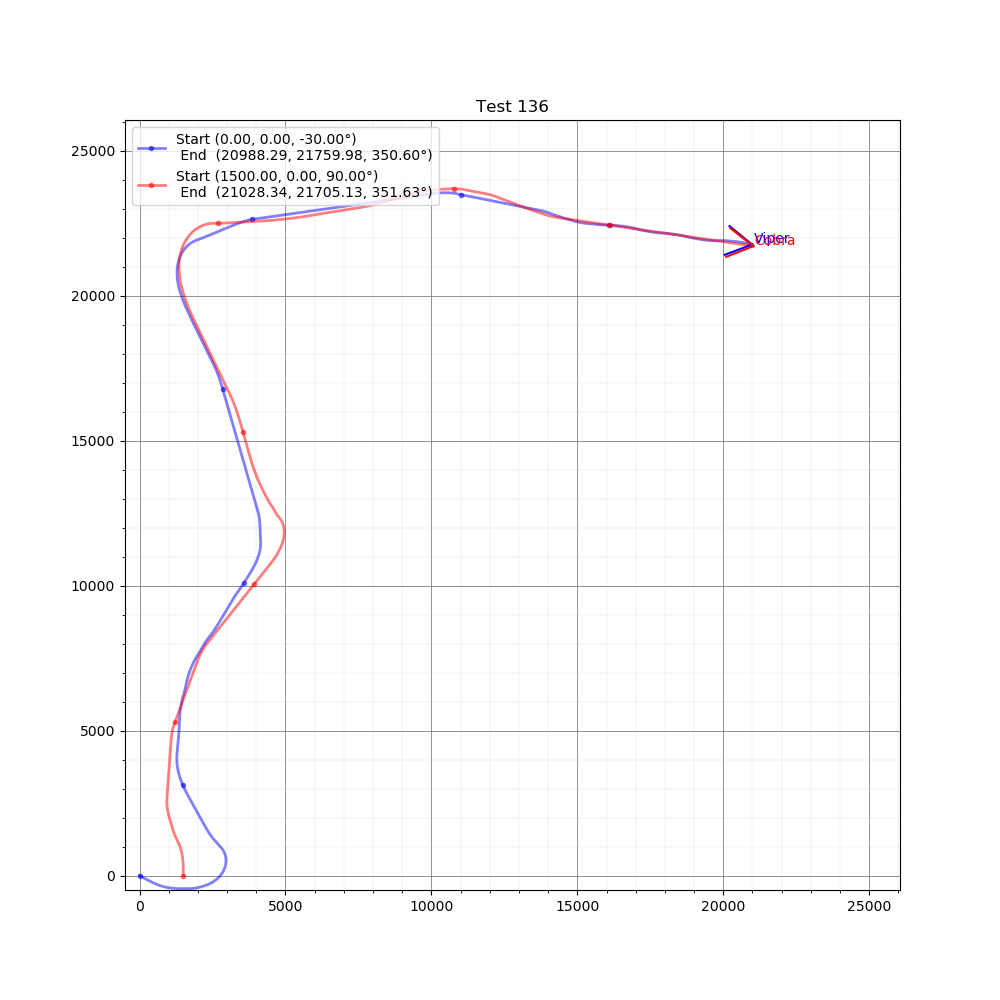 Test 136
Start (0.00, 0.00, -30.00°)
End (20988.29, 21759.98, 350.60°)
Start (1500.00, 0.00, 90.00°)
End (21028.34, 21705.13, 351.63°)
25000
20000
15000
10000
5000
0
Viper
Cobra
0 5000 10000 15000 20000 25000